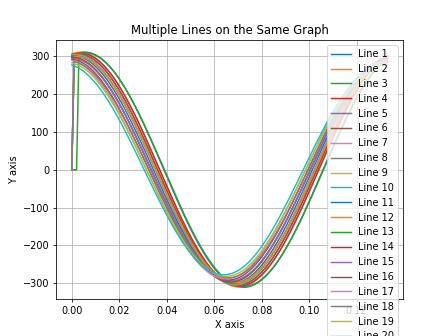 Multiple Lines on the Same Graph
Y axis
300
200
100
0
−100
−200
−300
0.00
0.02
0.04
0.06
0.08
0.10
X axis
Line 1
Line 2
Line 3
Line 4
Line 5
Line 6
Line 7
Line 8
Line 9
Line 10
Line 11
Line 12
Line 13
Line 14
Line 15
Line 16
Line 17
Line 18
Line 19
Line 20